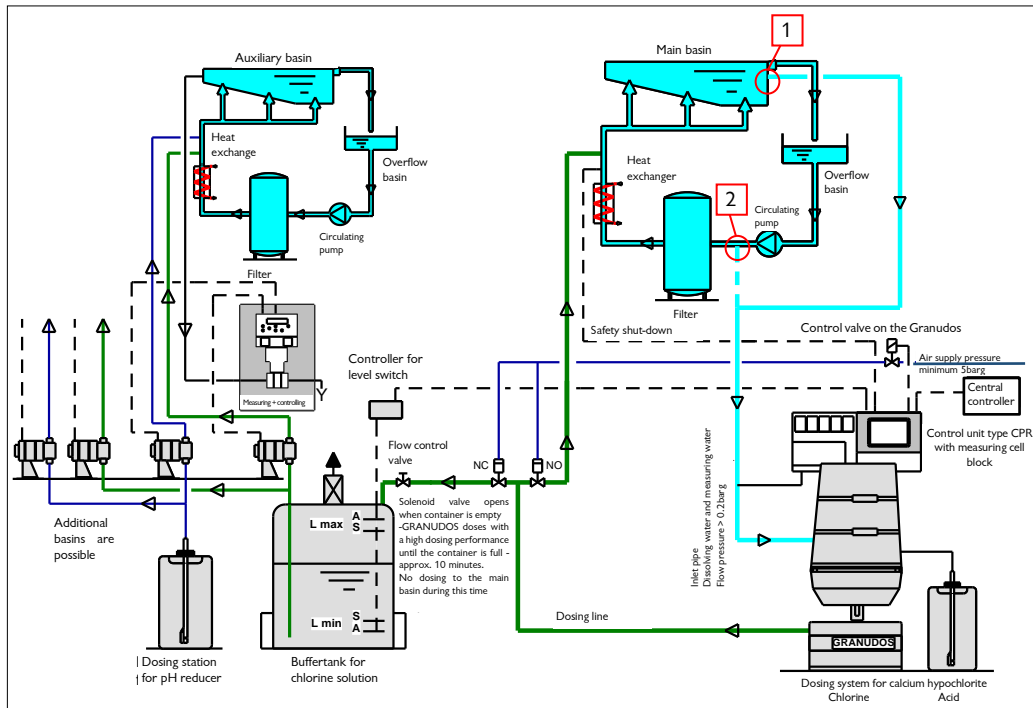 1
Auxiliary basin
Main basin
Heat
exchange
Overflow
basin
Circulating
pump
Filter
Heat
exchanger
2
Circulating
pump
Overflow
basin
Filter
Safety shut-down
Control valve on the Granudos
Air supply pressure
minimum 5barg
Central
controller
Control unit type CPR
with measuring cell
block
Measuring + controlling
Y
Controller for
level switch
Flow control
valve
NC
NO
Solenoid valve opens
when container is empty
-GRANUDOS doses with
a high dosing performance
until the container is full -
approx. 10 minutes.
No dosing to the main
basin during this time
L max
A
S
L min
S
A
Additional
basins are
possible
Inlet pipe
Dissolving water and measuring water
Flow pressure > 0.2barg
Dosing line
GRANUDOS
Dosing station
for pH reducer
Buffertank for
chlorine solution
Dosing system for calcium hypochlorite
Chlorine
Acid